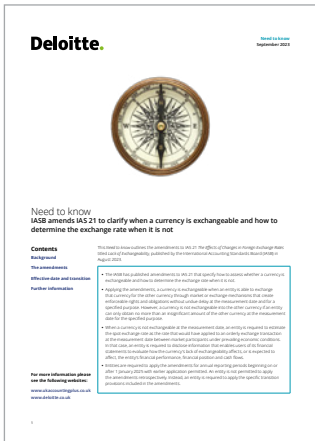 Deloitte.
Need to know
September 2023
Need to know
IASB amends IAS 21 to clarify when a currency is exchangeable and how to
determine the exchange rate when it is not
Contents
Background
The amendments
Effective date and transition
Further information
This Need to know outlines the amendments to IAS 21 The Effects of Changes in Foreign Exchange Rates
titled Lack of Exchangeability, published by the International Accounting Standards Board (IASB) in
August 2023.
• The IASB has published amendments to IAS 21 that specify how to assess whether a currency is
exchangeable and how to determine the exchange rate when it is not.
• Applying the amendments, a currency is exchangeable when an entity is able to exchange
that currency for the other currency through market or exchange mechanisms that create
enforceable rights and obligations without undue delay at the measurement date and for a
specified purpose. However, a currency is not exchangeable into the other currency if an entity
can only obtain no more than an insignificant amount of the other currency at the measurement
date for the specified purpose.
• When a currency is not exchangeable at the measurement date, an entity is required to estimate
the spot exchange rate as the rate that would have applied to an orderly exchange transaction
at the measurement date between market participants under prevailing economic conditions.
In that case, an entity is required to disclose information that enables users of its financial
statements to evaluate how the currency's lack of exchangeability affects, or is expected to
affect, the entity's financial performance, financial position and cash flows.
• Entities are required to apply the amendments for annual reporting periods beginning on or
after 1 January 2025 with earlier application permitted. An entity is not permitted to apply
the amendments retrospectively. Instead, an entity is required to apply the specific transition
provisions included in the amendments.
For more information please
see the following websites:
www.ukaccountingplus.co.uk
www.deloitte.co.uk